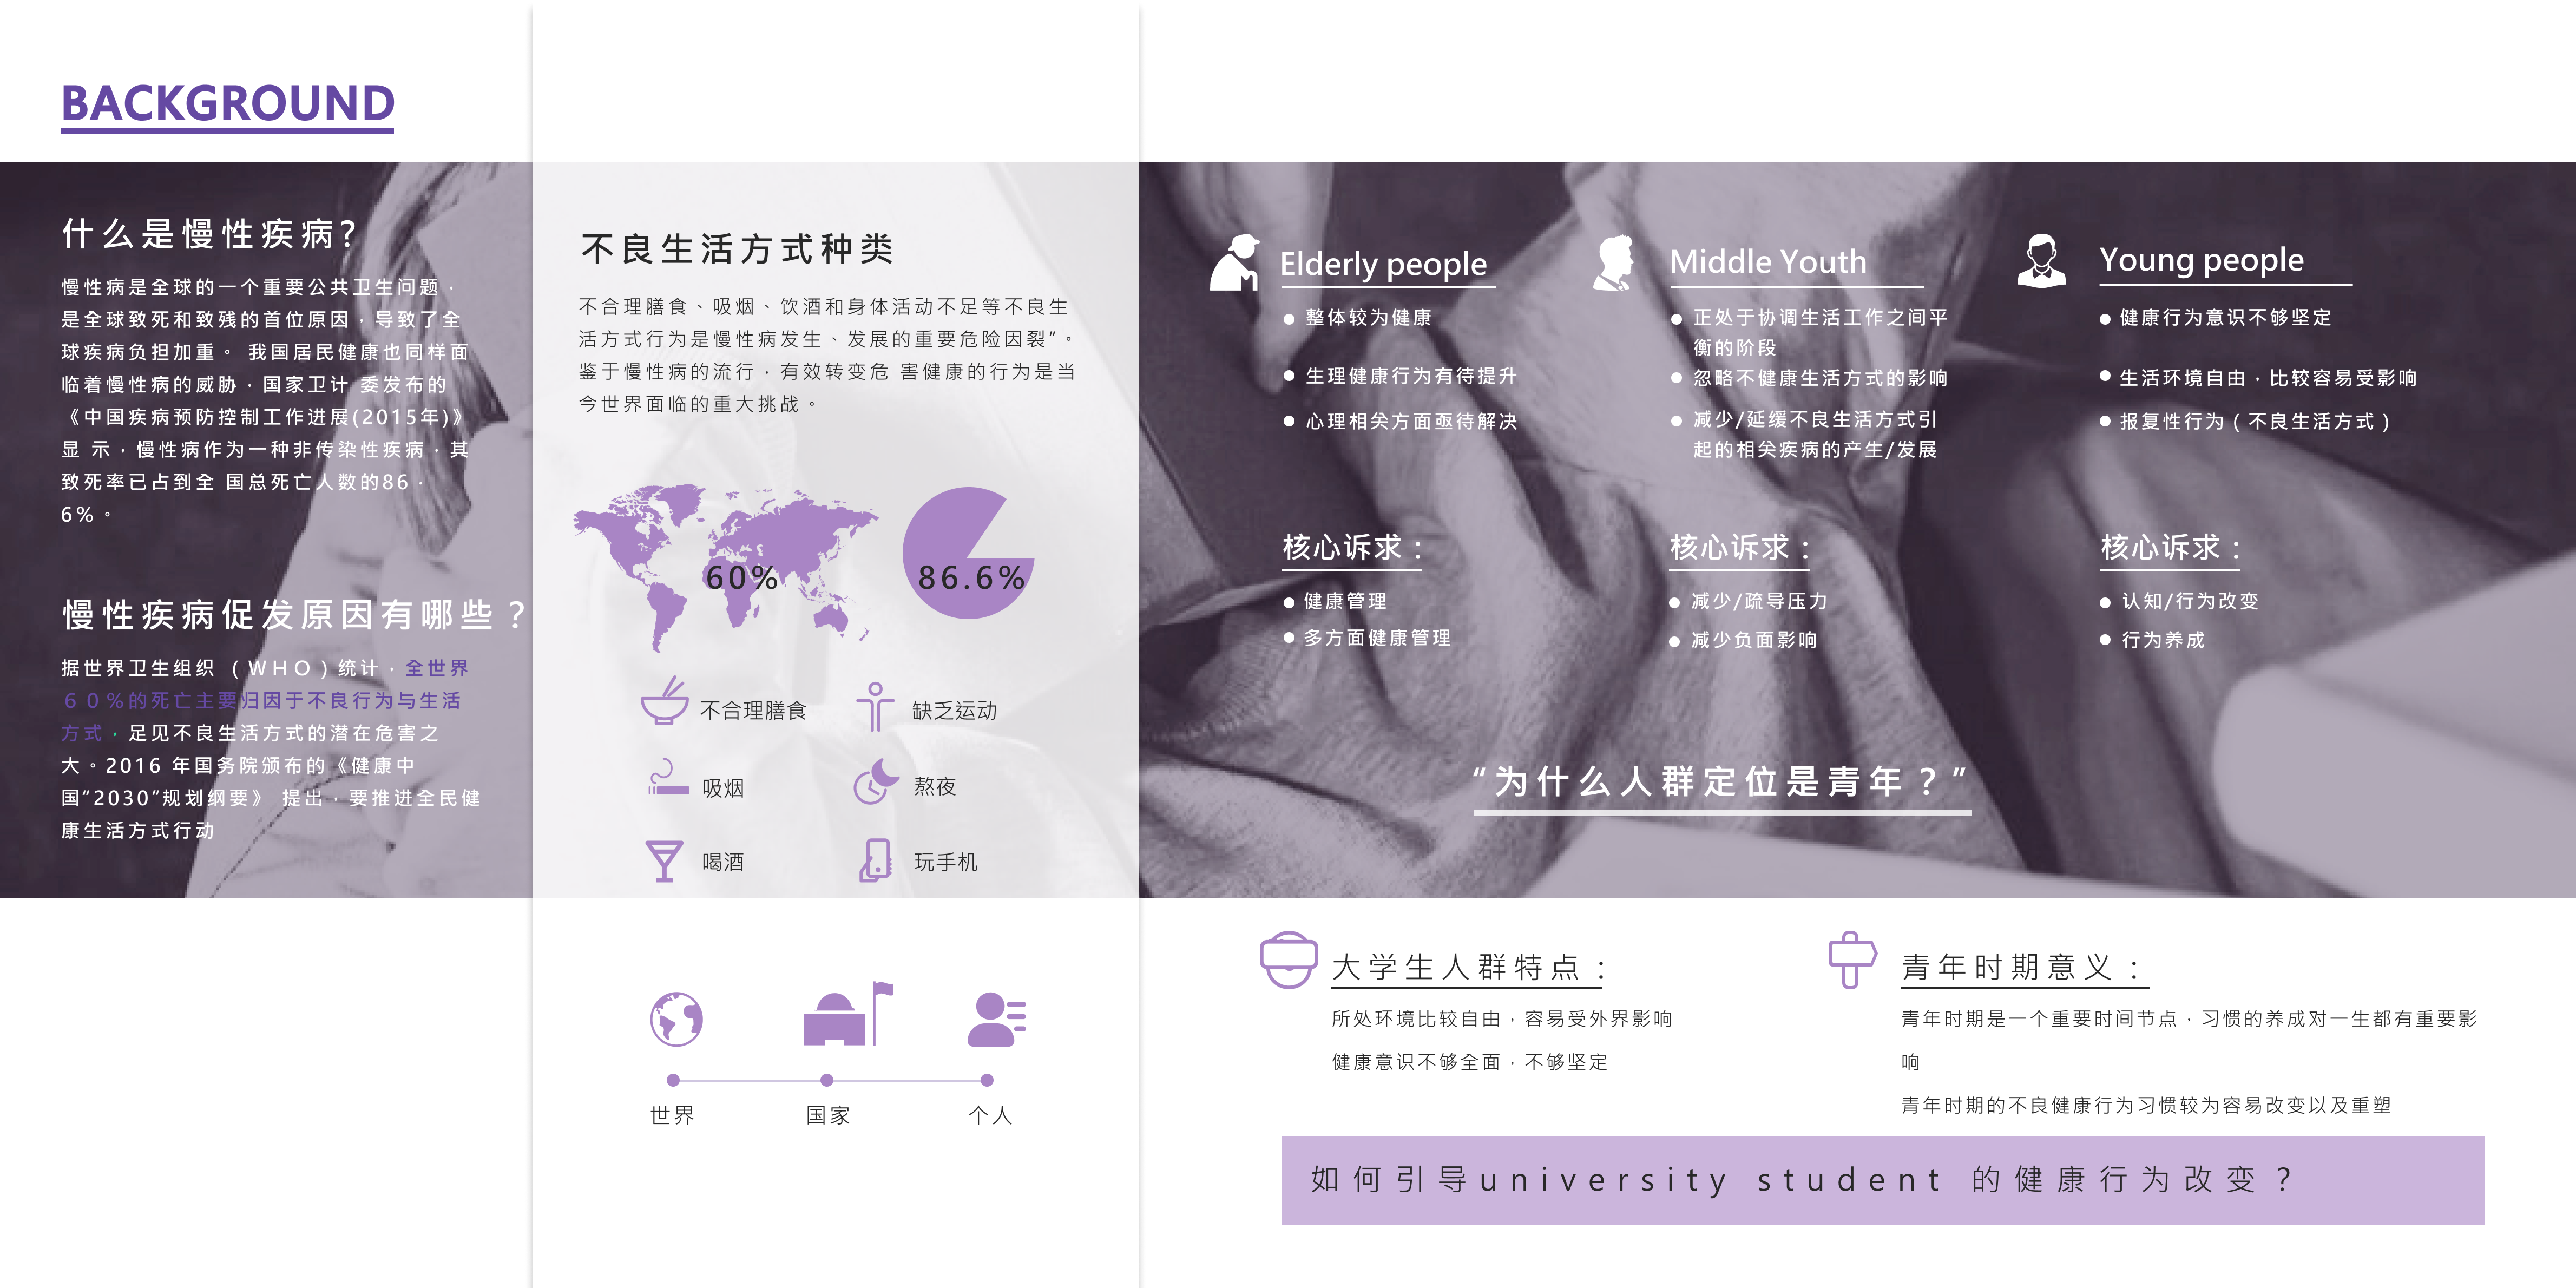 BACKGROUND
什么是慢性疾病?
慢性病是全球的一个重要公共卫生问题，
是全球致死和致残的首位原因，导致了全
球疾病负担加重。 我国居民健康也同样面
临着慢性病的威胁，国家卫计 委发布的
《中国疾病预防控制工作进展(2015年)》
显 示，慢性病作为一种非传染性疾病，其
致死率已占到全 国总死亡人数的86．
6%。
慢性疾病促发原因有哪些？
据世界卫生组织 （WHO）统计，全世界
60%的死亡主要归因于不良行为与生活
方式，足见不良生活方式的潜在危害之
大。2016 年国务院颁布的《健康中
国“2030”规划纲要》 提出，要推进全民健
康生活方式行动
不良生活方式种类
不合理膳食、吸烟、饮酒和身体活动不足等不良生
活方式行为是慢性病发生、发展的重要危险因裂”。
鉴于慢性病的流行，有效转变危 害健康的行为是当
今世界面临的重大挑战。
60%
86.6%
不合理膳食
缺乏运动
吸烟
熬夜
喝酒
玩手机
世界
国家
个人
Elderly people
整体较为健康
生理健康行为有待提升
心理相关方面亟待解决
核心诉求：
健康管理
多方面健康管理
Middle Youth
正处于协调生活工作之间平
衡的阶段
忽略不健康生活方式的影响
减少/延缓不良生活方式引
起的相关疾病的产生/发展
核心诉求：
减少/疏导压力
减少负面影响
Young people
健康行为意识不够坚定
生活环境自由，比较容易受影响
报复性行为（不良生活方式）
核心诉求：
认知/行为改变
行为养成
“为什么人群定位是青年？”
大学生人群特点：
所处环境比较自由，容易受外界影响
健康意识不够全面，不够坚定
青年时期意义：
青年时期是一个重要时间节点，习惯的养成对一生都有重要影
响
青年时期的不良健康行为习惯较为容易改变以及重塑
如何引导university student 的健康行为改变？